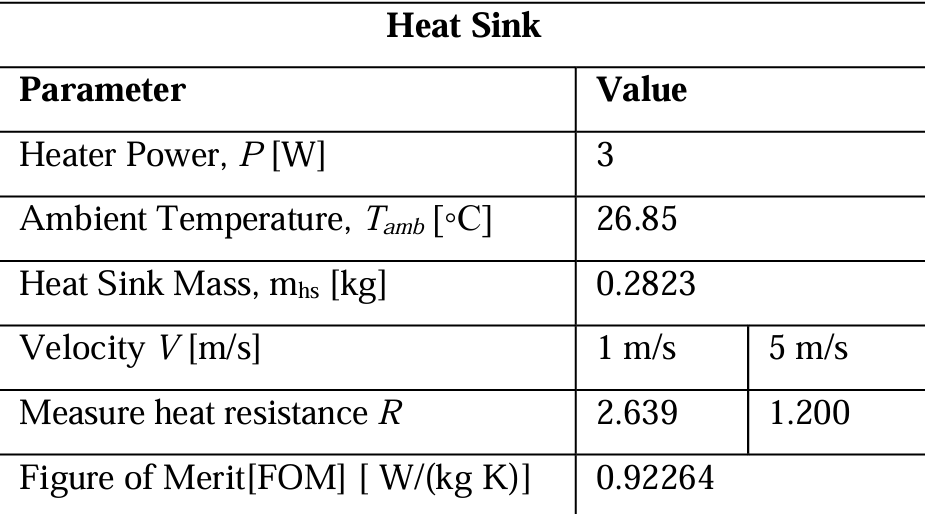 Heat Sink
Parameter Value
Heater Power, P [W] 3
Ambient Temperature, Tamb [◦C] 26.85
Heat Sink Mass, mhs [kg] 0.2823
Velocity V [m/s] 1 m/s 5 m/s
Measure heat resistance R 2.639 1.200
Figure of Merit[FOM] [ W/(kg K)] 0.92264